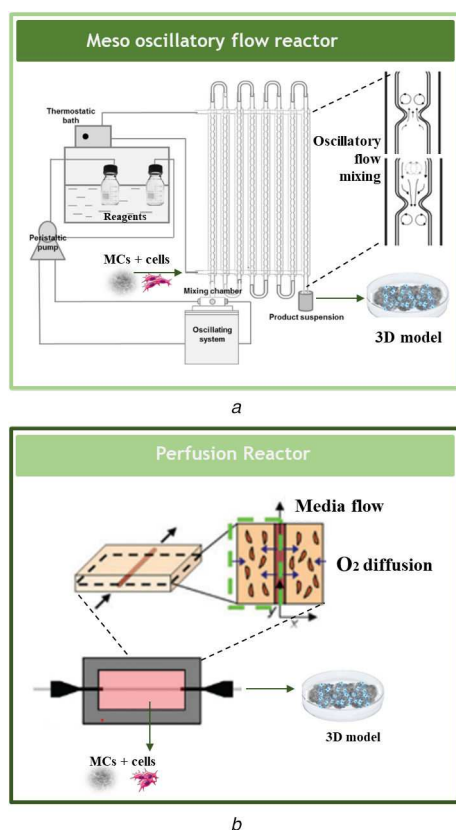 Meso oscillatory flow reactor
Thermostatic
bath
Reagents
Oscillatory
flow
mixing
Peristaltic
pump
MCs + cells
Mixing chamber
Oscillating
system
Product suspension
3D model
a
Perfusion Reactor
Media flow
O2 diffusion
y
x
3D model
MCs + cells
b